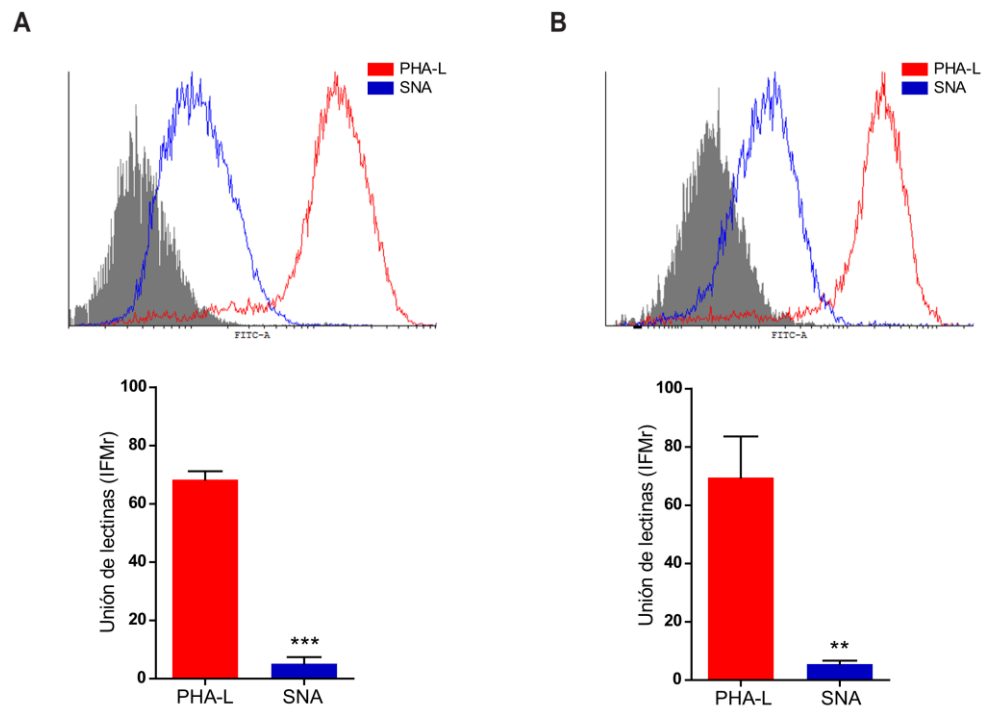 A
PHA-L
SNA
FITC-A
Unión de lectinas (IFMr)
100
80
60
40
20
0
***
PHA-L
SNA
B
PHA-L
SNA
FITC-A
Unión de lectinas (IFMr)
100
80
60
40
20
0
**
PHA-L
SNA